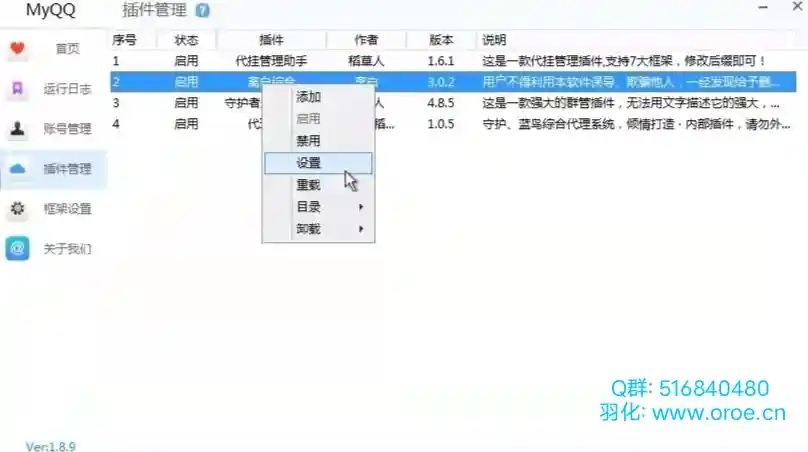 MyQQ 插件管理 ?
首页
运行日志
账号管理
插件管理
框架设置
关于我们
序号 状态 插件 作者 版本 说明
1 启用 代挂管理助手 稻草人 1.6.1 这是一款代挂管理插件,支持7大框架，修改后缀即可！
2 启用 综合 李白 3.0.2 用户不得利用本软件误导、欺骗他人，一经发现给予删...
3 启用 守护者 人 4.8.5 这是一款强大的群管插件，无法用文字描述它的强大，...
4 启用 代 稻... 1.0.5 守护、蓝鸟综合代理系统，倾情打造·内部插件，请勿外...
添加
启用
禁用
设置
重载
目录
卸载
Q群: 516840480
羽化: www.oroe.cn
Ver:1.8.9